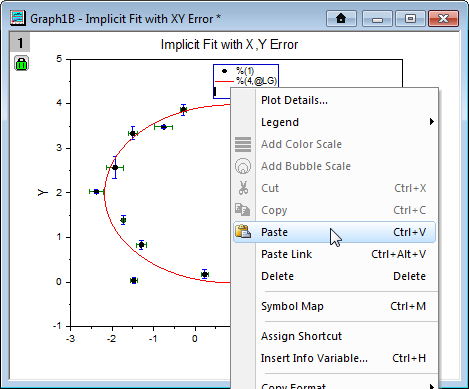 Graph1B - Implicit Fit with XY Error *
1
Implicit Fit with X,Y Error
%(1)
%(4,@LG)
Y
5
4
3
2
1
0
-1
-3
-2
-1
0
Plot Details...
Legend
Add Color Scale
Add Bubble Scale
Cut Ctrl+X
Copy Ctrl+C
Paste Ctrl+V
Paste Link Ctrl+Alt+V
Delete Delete
Symbol Map Ctrl+M
Assign Shortcut
Insert Info Variable... Ctrl+H
Copy Format